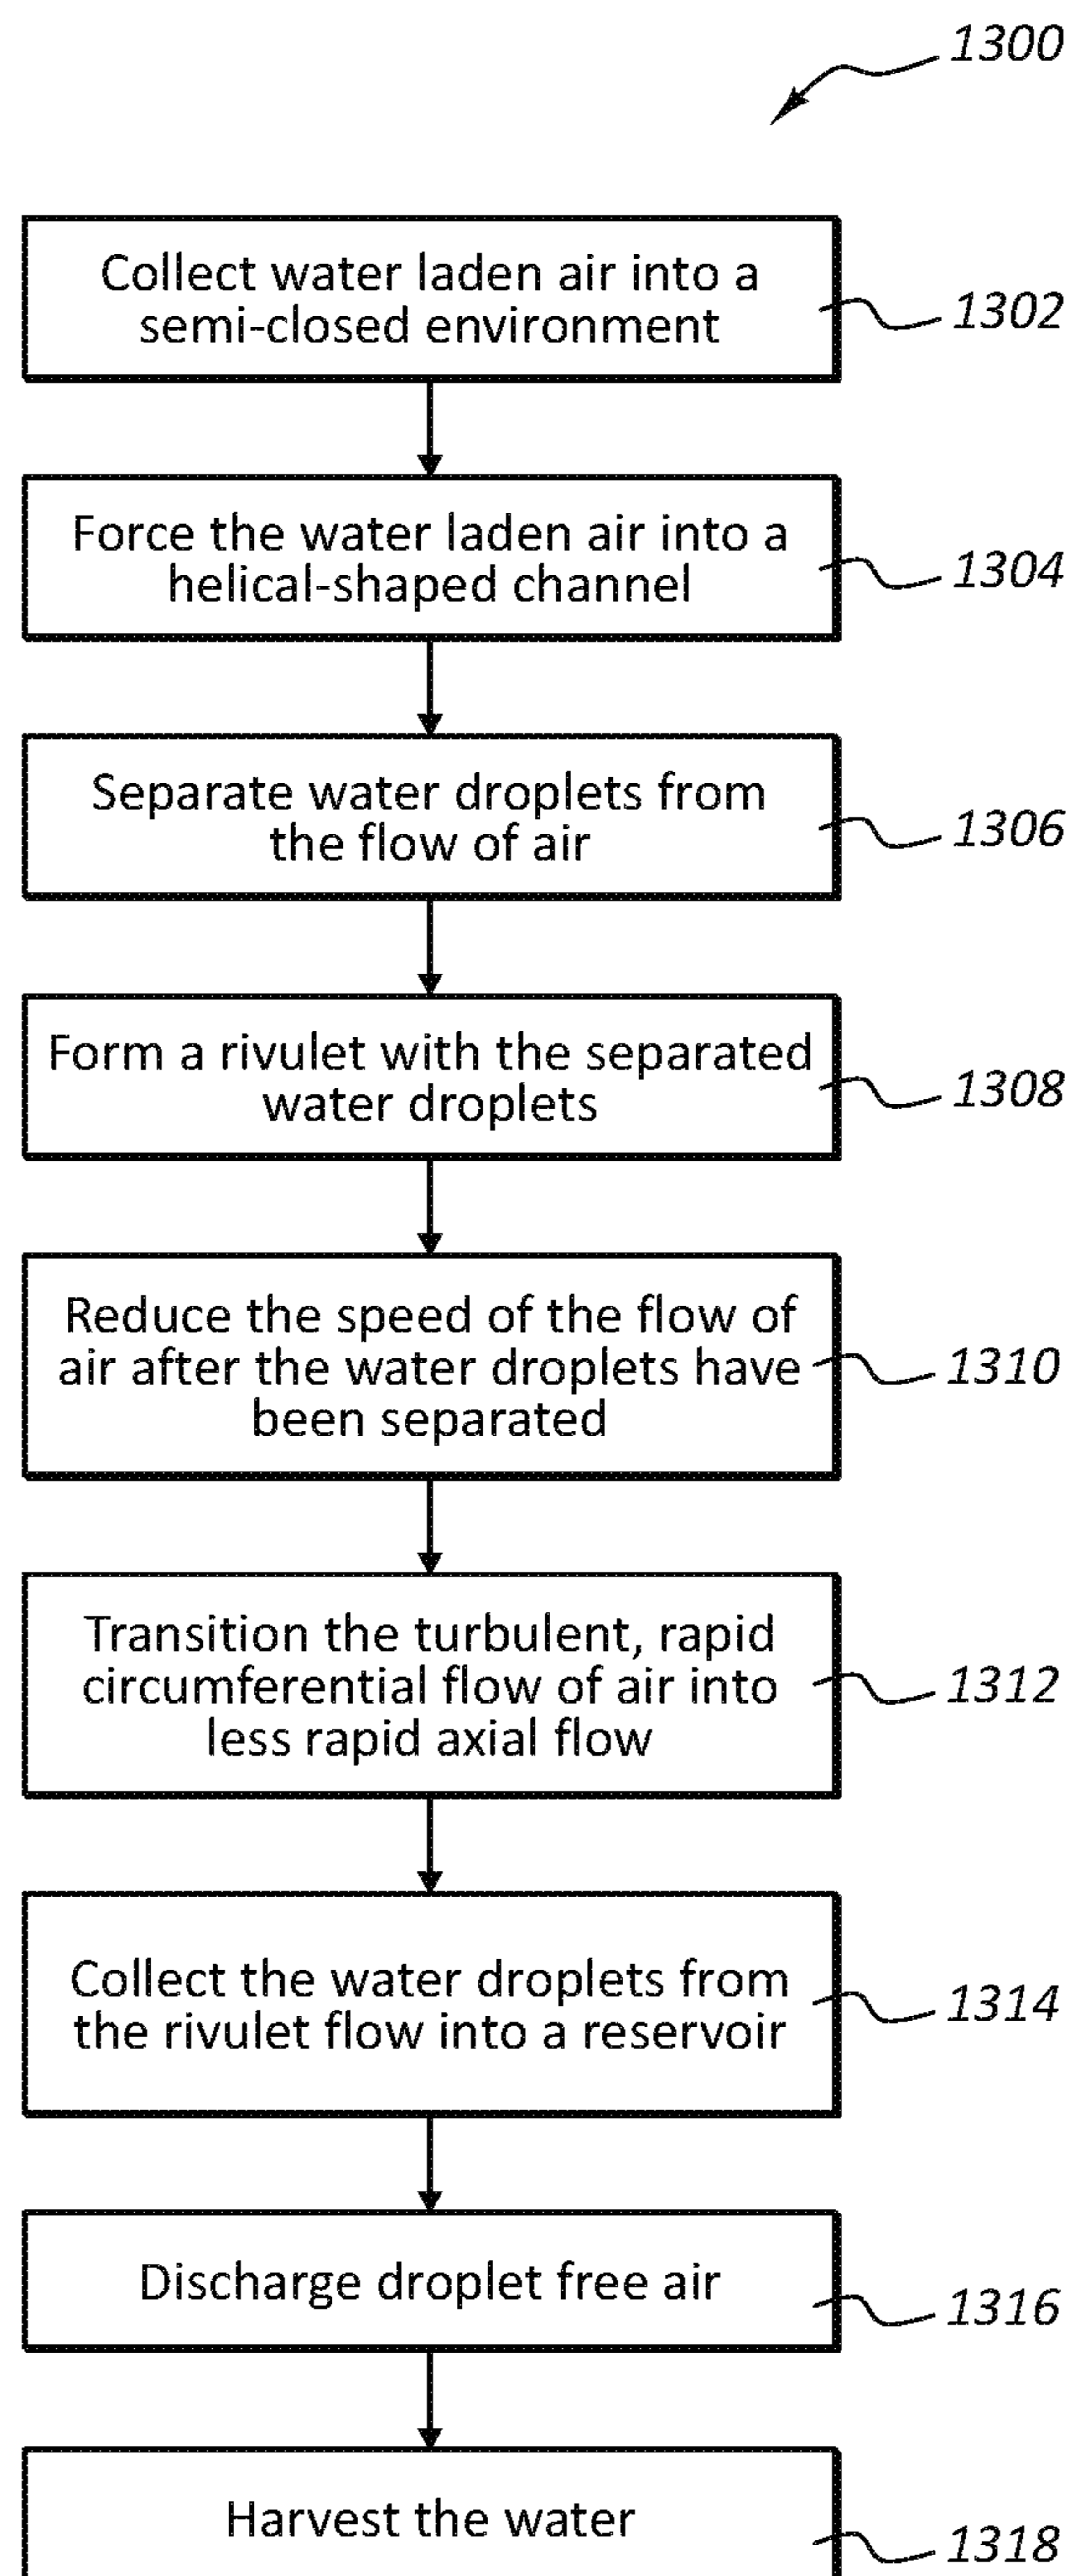 1300
Collect water laden air into a
semi-closed environment
1302
Force the water laden air into a
helical-shaped channel
1304
Separate water droplets from
the flow of air
1306
Form a rivulet with the separated
water droplets
1308
Reduce the speed of the flow of
air after the water droplets have
been separated
1310
Transition the turbulent, rapid
circumferential flow of air into
less rapid axial flow
1312
Collect the water droplets from
the rivulet flow into a reservoir
1314
Discharge droplet free air
1316
Harvest the water
1318